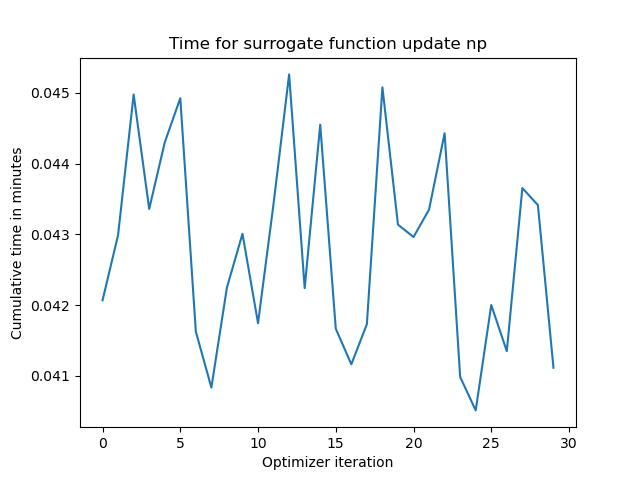 Time for surrogate function update np
Cumulative time in minutes
0.045
0.044
0.043
0.042
0.041
0 5 10 15 20 25 30
Optimizer iteration